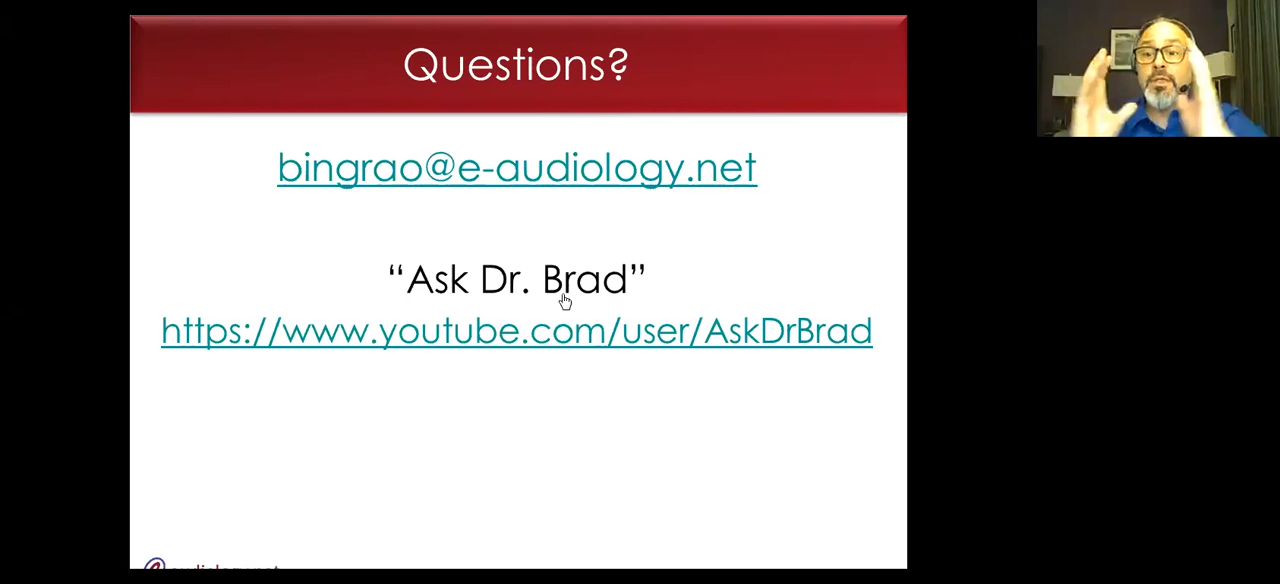 Questions?
bingrao@e-audiology.net
“Ask Dr. Brad”
https://www.youtube.com/user/AskDrBrad